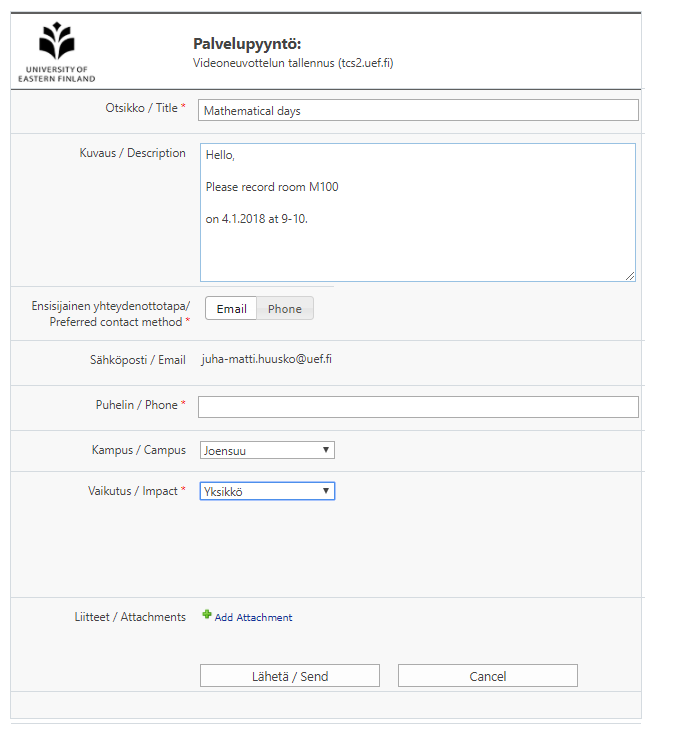 UNIVERSITY OF
EASTERN FINLAND
Palvelupyyntö:
Videoneuvottelun tallennus (tcs2.uef.fi)
Otsikko / Title * Mathematical days
Kuvaus / Description
Hello,
Please record room M100
on 4.1.2018 at 9-10.
Ensisijainen yhteydenottotapa/
Preferred contact method * Email Phone
Sähköposti / Email juha-matti.huusko@uef.fi
Puhelin / Phone *
Kampus / Campus Joensuu
Vaikutus / Impact * Yksikkö
Liitteet / Attachments Add Attachment
Lähetä / Send Cancel